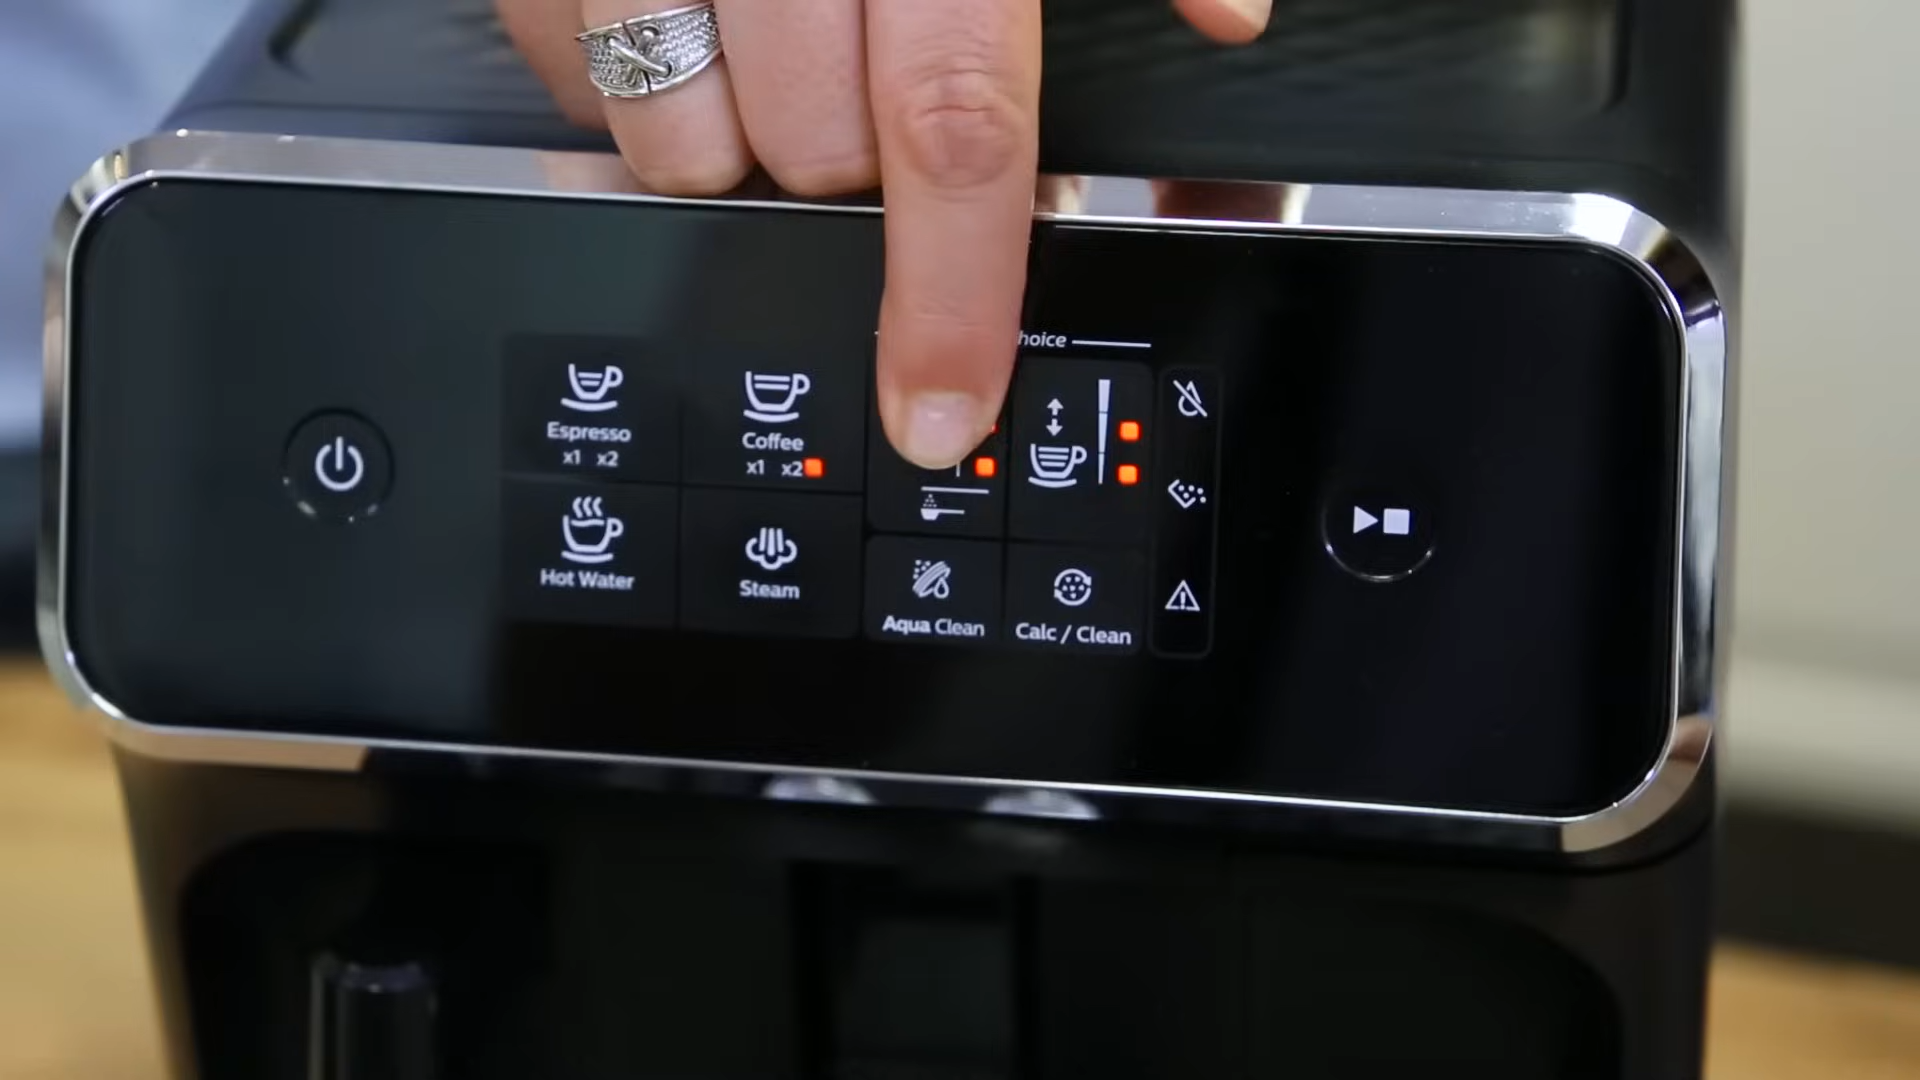 hoice
Espresso
x1 x2
Coffee
x1 x2
Hot Water
Steam
Aqua Clean
Calc / Clean